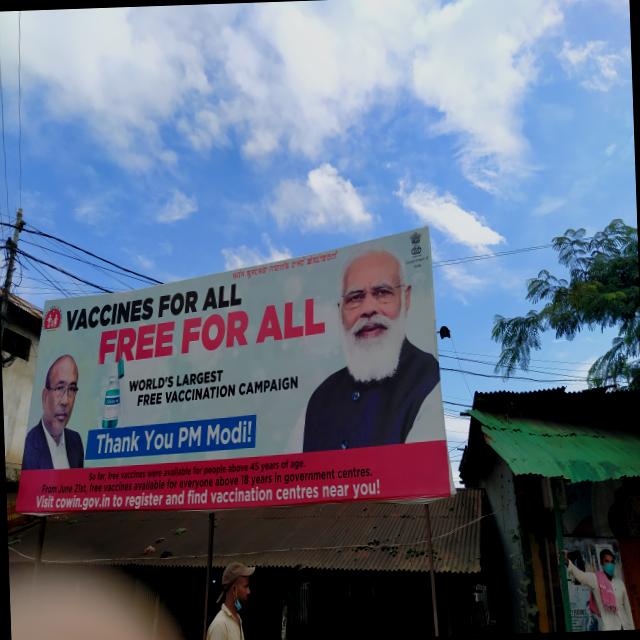 VACCINES FOR ALL
FREE FOR ALL
WORLD'S LARGEST
FREE VACCINATION CAMPAIGN
Thank You PM Modi!
So far, free vaccines were available for people above 45 years of age.
From June 21st, free vaccines available for everyone above 18 years in government centres.
Visit cowin.gov.in to register and find vaccination centres near you!